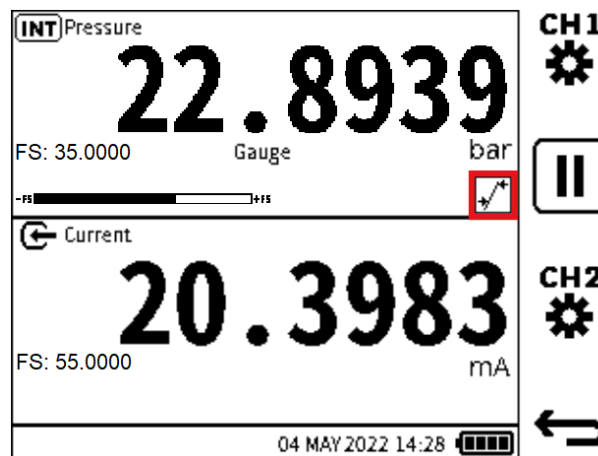 INT Pressure
CH1
22.8939
FS: 35.0000 Gauge bar
-FS +FS
Current
20.3983
CH2
FS: 55.0000 mA
04 MAY 2022 14:28